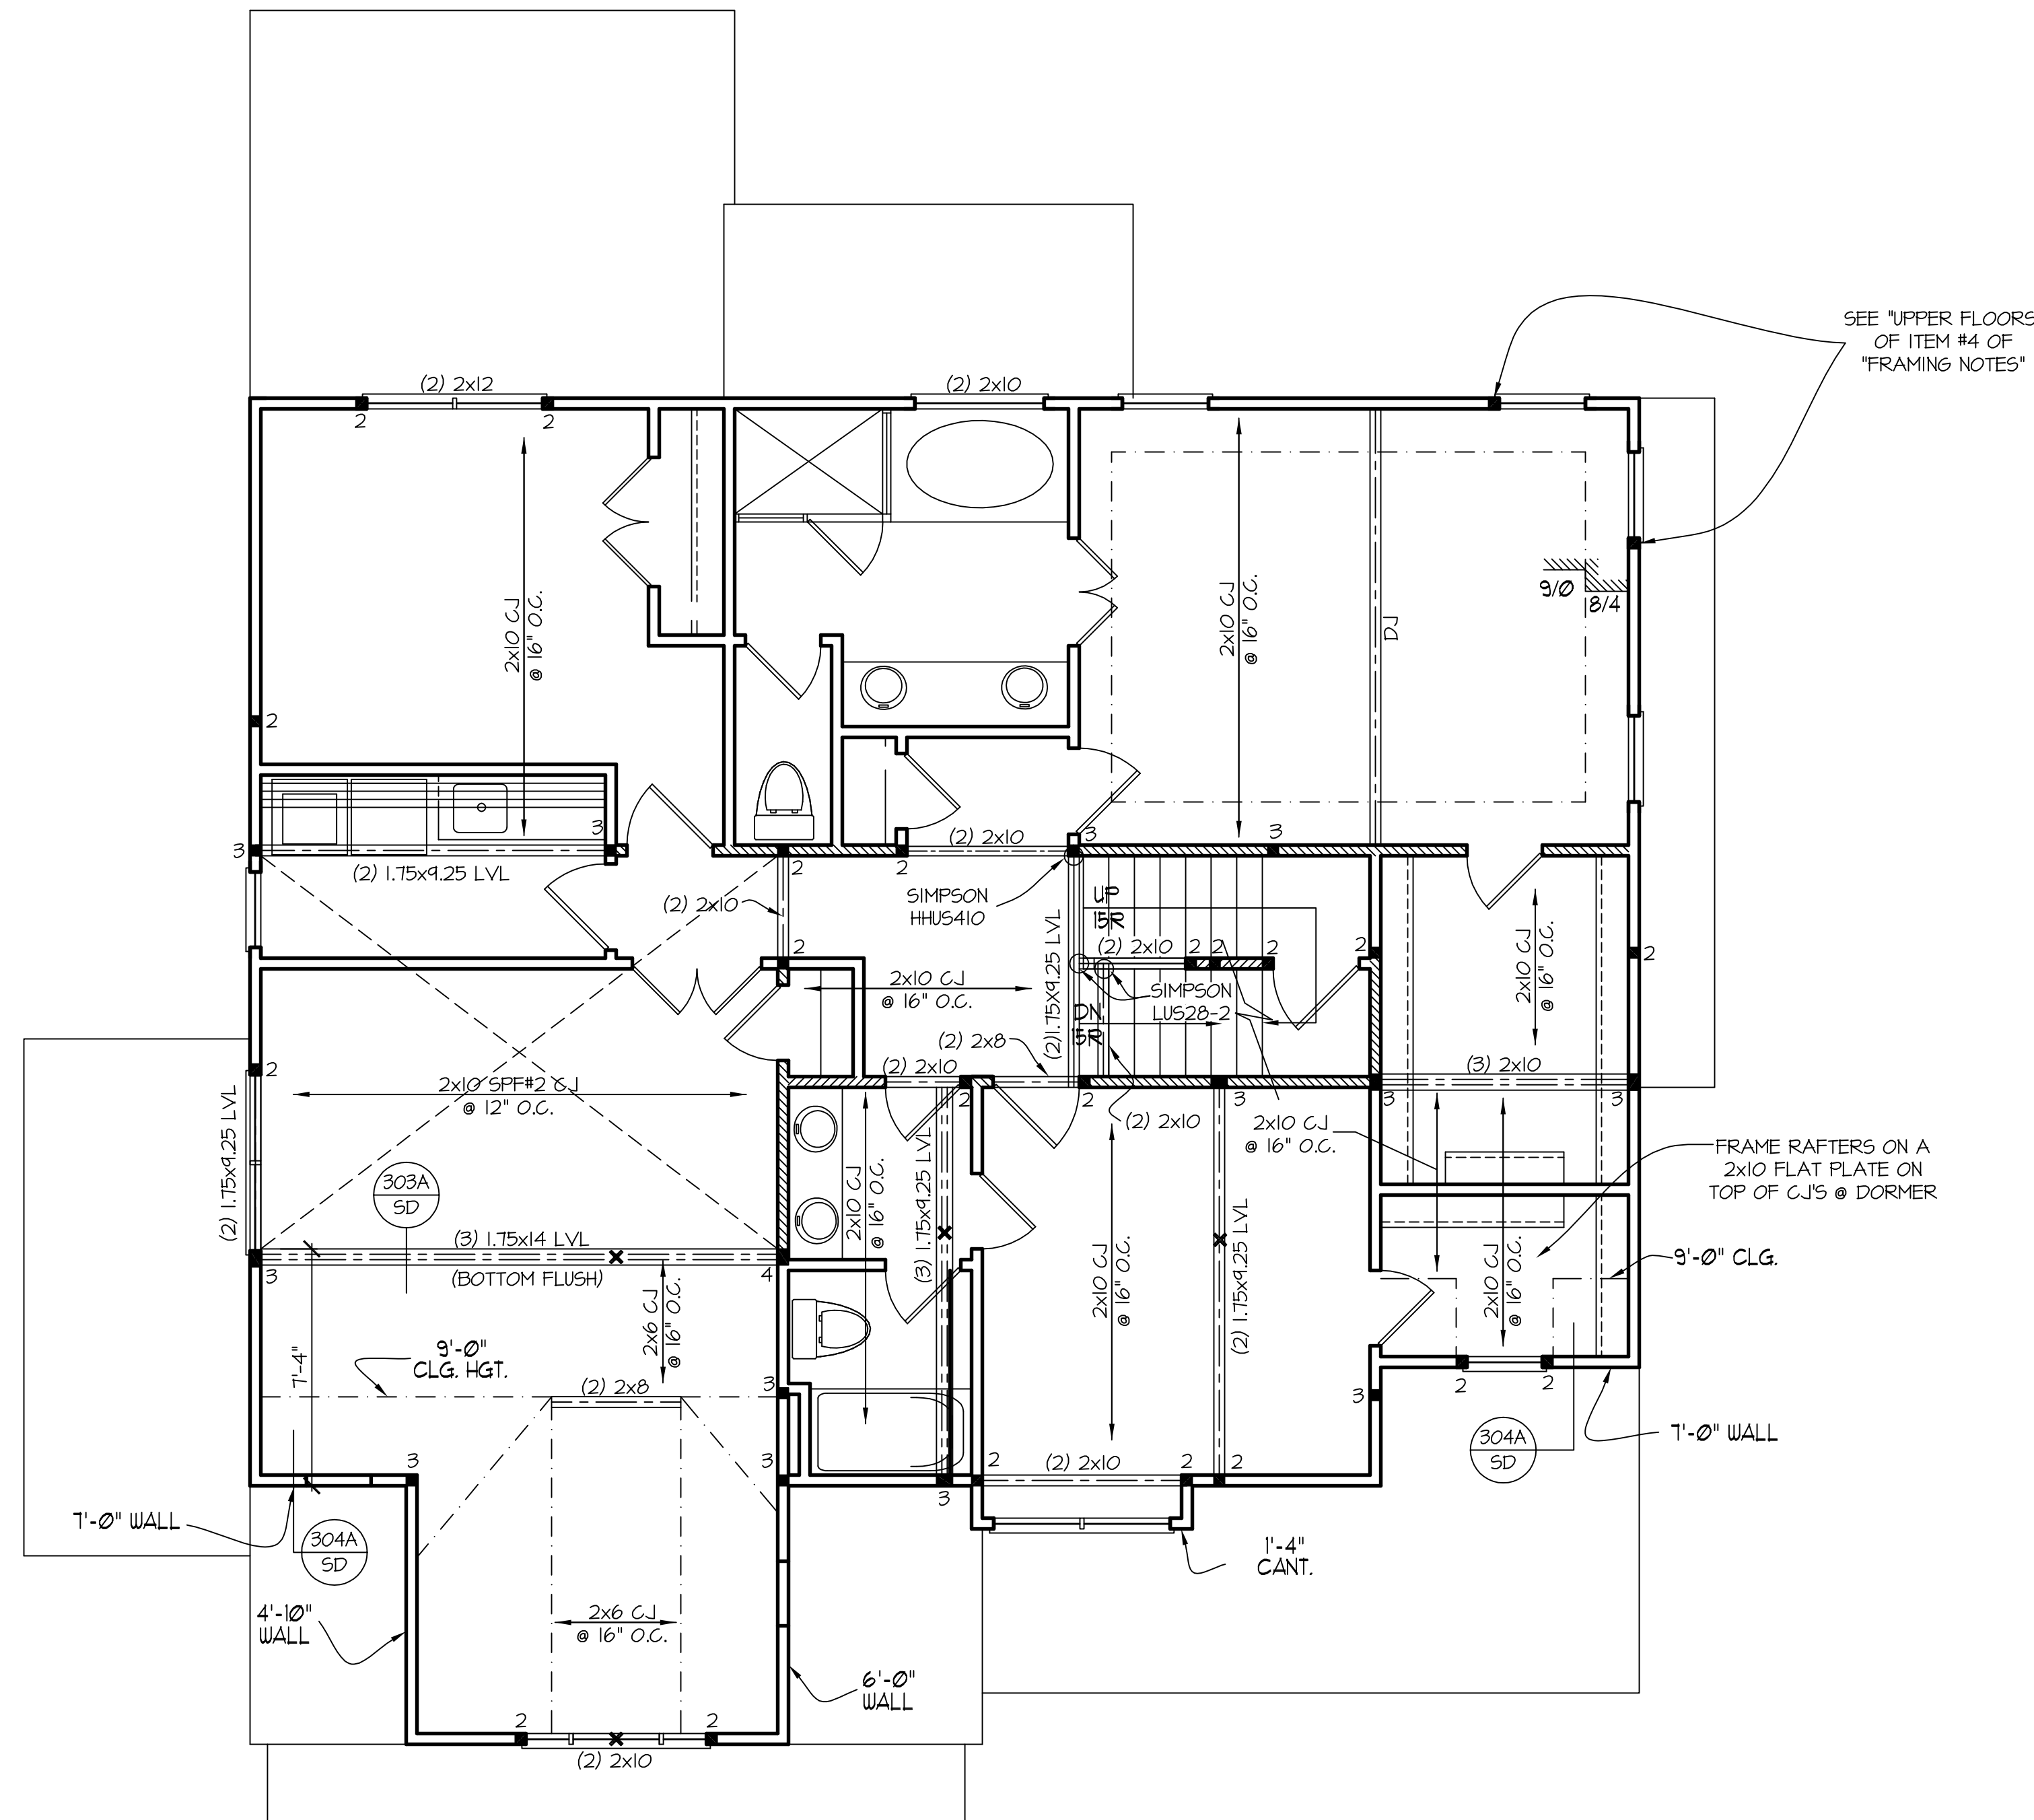 SEE "UPPER FLOORS
OF ITEM #4 OF
"FRAMING NOTES"
(2) 2x12
2
2
(2) 2x10
2x10 CJ
@ 16" O.C.
2x10 CJ
@ 16" O.C.
DJ
9/0
8/4
2
3
3
(2) 1.75x9.25 LVL
(2) 2x10
2
2
3
3
(2) 2x10
2
SIMPSON
HHUS410
UP
15R
(2) 2x10
2
2
2
2
2
2x10 CJ
@ 16" O.C.
(2)1.75x9.25 LVL
2x10 CJ
@ 16" O.C.
SIMPSON
LUS28-2
DN
15R
(2) 2x8
(2) 2x10
2
2
3
(3) 2x10
3
3
2
2x10 SPF#2 CJ
@ 12" O.C.
(2) 1.75x9.25 LVL
(2) 2x10
2x10 CJ
@ 16" O.C.
2x10 CJ
@ 16" O.C.
(3) 1.75x9.25 LVL
2x10 CJ
@ 16" O.C.
(2) 1.75x9.25 LVL
FRAME RAFTERS ON A
2x10 FLAT PLATE ON
TOP OF CJ'S @ DORMER
303A
SD
(3) 1.75x14 LVL
(BOTTOM FLUSH)
3
4
2x6 CJ
@ 16" O.C.
2x10 CJ
@ 16" O.C.
9'-0" CLG.
7'-4"
9'-0"
CLG. HGT.
(2) 2x8
3
3
2
2
7'-0" WALL
304A
SD
3
3
3
2
(2) 2x10
2
2
7'-0" WALL
304A
SD
1'-4"
CANT.
4'-10"
WALL
2x6 CJ
@ 16" O.C.
6'-0"
WALL
2
2
(2) 2x10